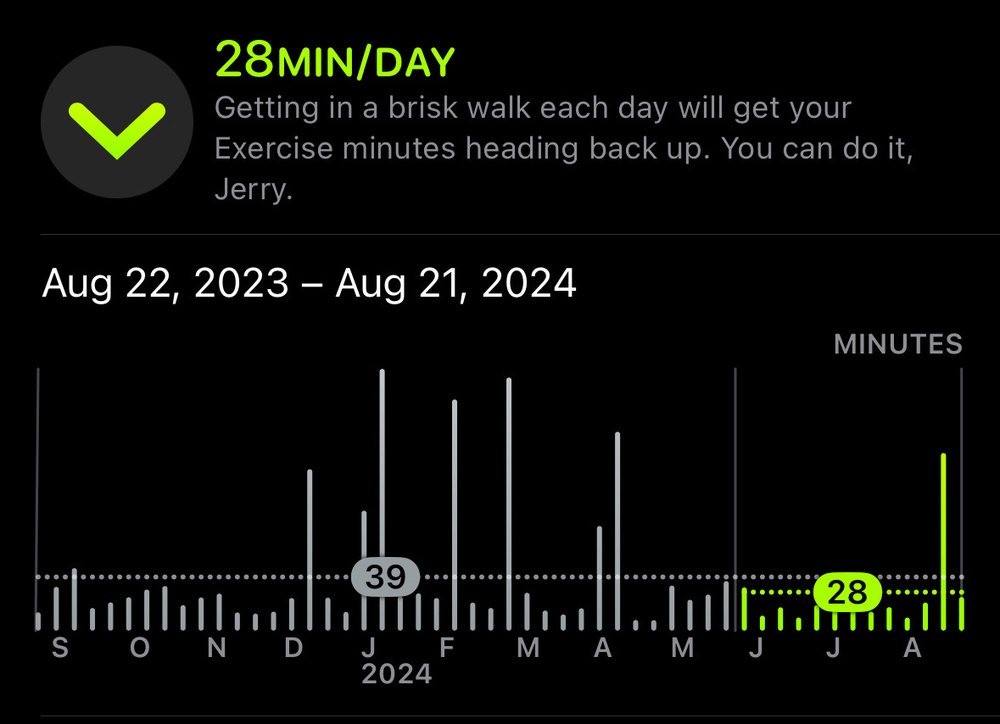 28MIN/DAY
Getting in a brisk walk each day will get your
Exercise minutes heading back up. You can do it,
Jerry.
Aug 22, 2023 – Aug 21, 2024
MINUTES
39
28
S O N D J F M A M J J A
2024